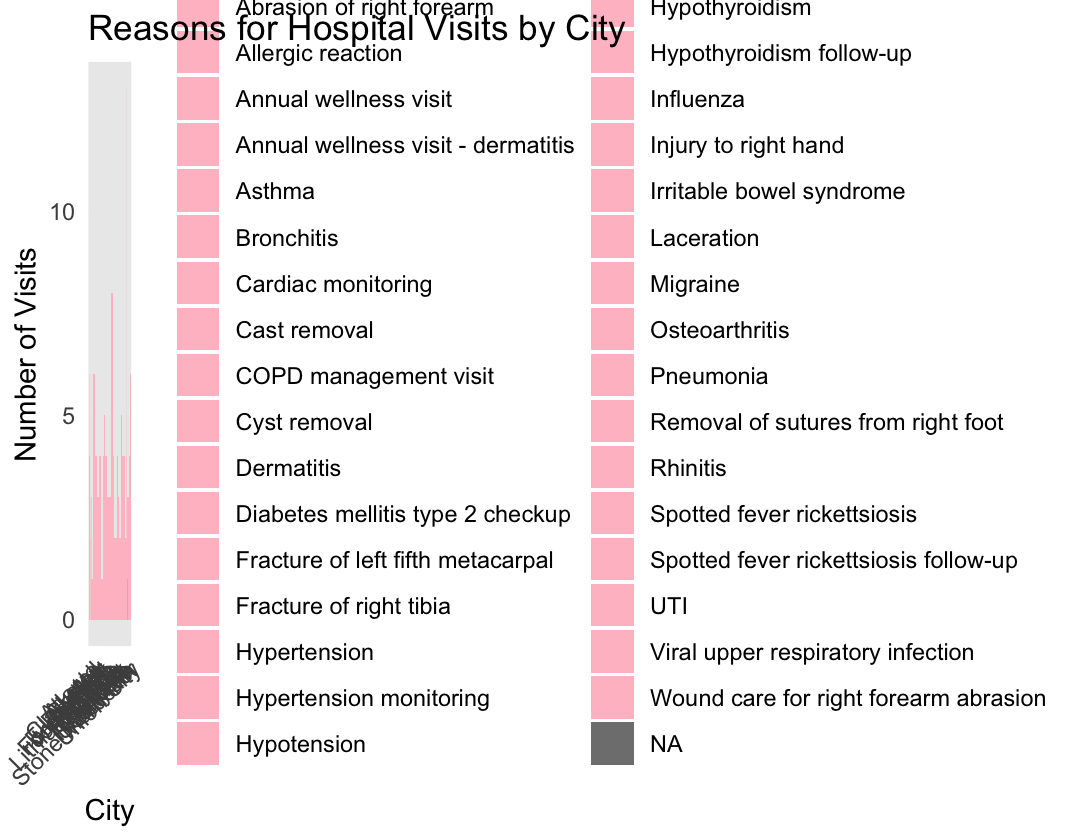 Reasons for Hospital Visits by City
Number of Visits
10
5
0
City
Abrasion of right forearm
Allergic reaction
Annual wellness visit
Annual wellness visit - dermatitis
Asthma
Bronchitis
Cardiac monitoring
Cast removal
COPD management visit
Cyst removal
Dermatitis
Diabetes mellitis type 2 checkup
Fracture of left fifth metacarpal
Fracture of right tibia
Hypertension
Hypertension monitoring
Hypotension
Hypothyroidism
Hypothyroidism follow-up
Influenza
Injury to right hand
Irritable bowel syndrome
Laceration
Migraine
Osteoarthritis
Pneumonia
Removal of sutures from right foot
Rhinitis
Spotted fever rickettsiosis
Spotted fever rickettsiosis follow-up
UTI
Viral upper respiratory infection
Wound care for right forearm abrasion
NA